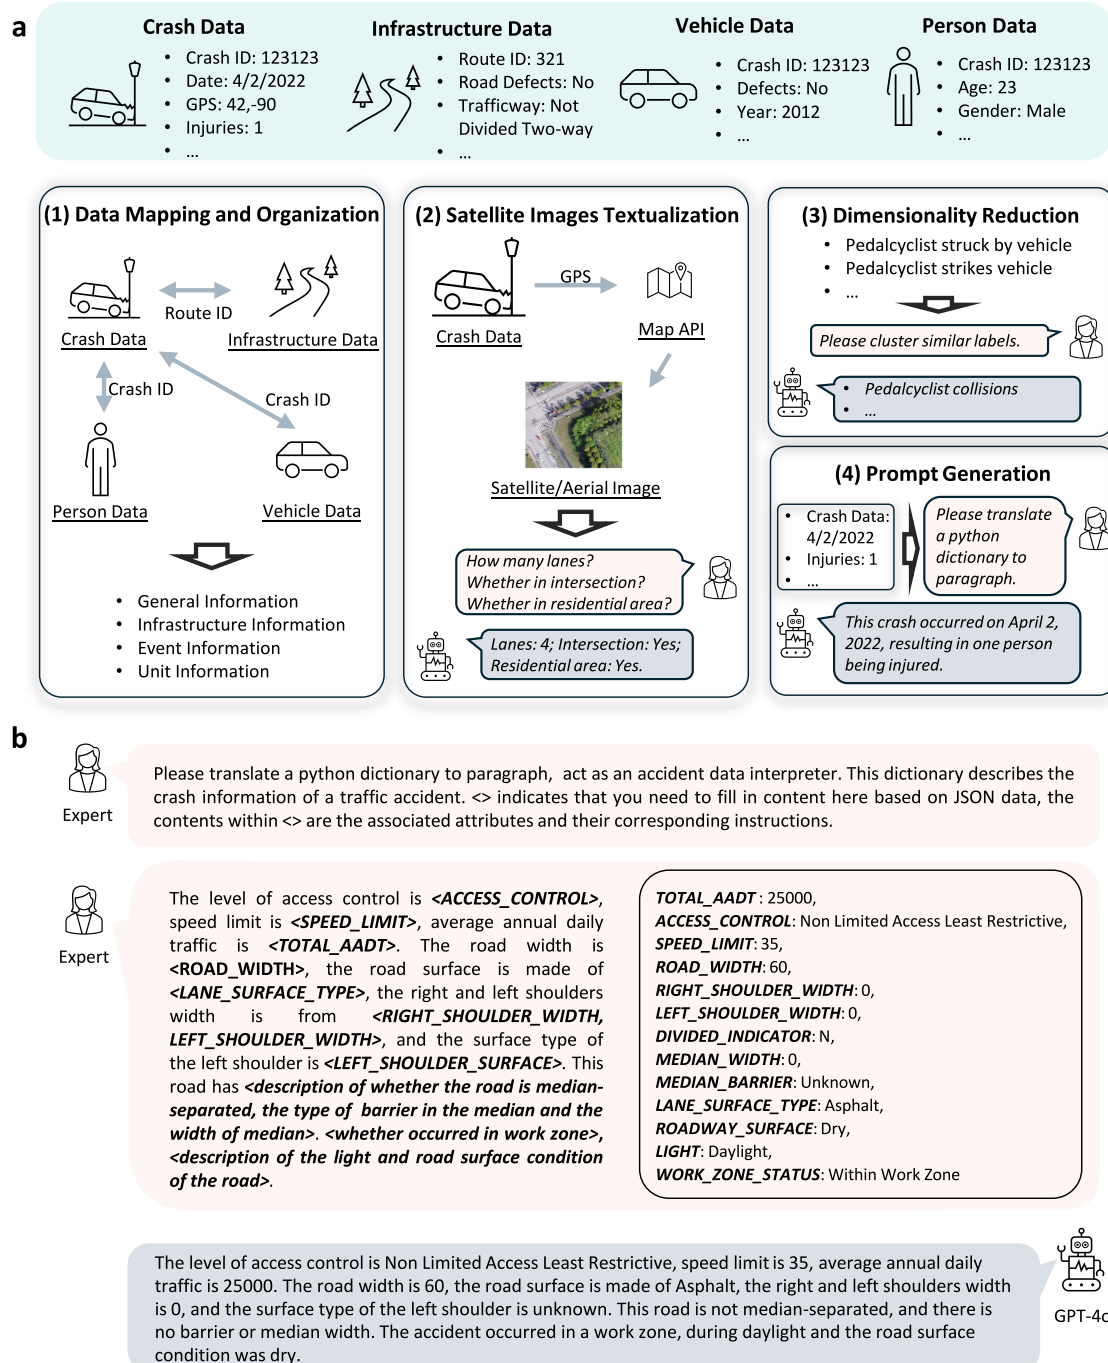 a
Crash Data
• Crash ID: 123123
• Date: 4/2/2022
• GPS: 42,-90
• Injuries: 1
• ...
Infrastructure Data
• Route ID: 321
• Road Defects: No
• Trafficway: Not
Divided Two-way
• ...
Vehicle Data
• Crash ID: 123123
• Defects: No
• Year: 2012
• ...
Person Data
• Crash ID: 123123
• Age: 23
• Gender: Male
• ...
(1) Data Mapping and Organization
Route ID
Crash Data
Infrastructure Data
Crash ID
Crash ID
Person Data
Vehicle Data
• General Information
• Infrastructure Information
• Event Information
• Unit Information
(2) Satellite Images Textualization
GPS
Crash Data
Map API
Satellite/Aerial Image
How many lanes?
Whether in intersection?
Whether in residential area?
Lanes: 4; Intersection: Yes;
Residential area: Yes.
(3) Dimensionality Reduction
• Pedalcyclist struck by vehicle
• Pedalcyclist strikes vehicle
• ...
Please cluster similar labels.
• Pedalcyclist collisions
• ...
(4) Prompt Generation
• Crash Data:
4/2/2022
• Injuries: 1
• ...
Please translate
a python
dictionary to
paragraph.
This crash occurred on April 2,
2022, resulting in one person
being injured.
b
Expert
Please translate a python dictionary to paragraph, act as an accident data interpreter. This dictionary describes the
crash information of a traffic accident. <> indicates that you need to fill in content here based on JSON data, the
contents within <> are the associated attributes and their corresponding instructions.
Expert
The level of access control is <ACCESS_CONTROL>,
speed limit is <SPEED_LIMIT>, average annual daily
traffic is <TOTAL_AADT>. The road width is
<ROAD_WIDTH>, the road surface is made of
<LANE_SURFACE_TYPE>, the right and left shoulders
width is from <RIGHT_SHOULDER_WIDTH,
LEFT_SHOULDER_WIDTH>, and the surface type of
the left shoulder is <LEFT_SHOULDER_SURFACE>. This
road has <description of whether the road is median-
separated, the type of barrier in the median and the
width of median>. <whether occurred in work zone>,
<description of the light and road surface condition
of the road>.
TOTAL_AADT : 25000,
ACCESS_CONTROL: Non Limited Access Least Restrictive,
SPEED_LIMIT: 35,
ROAD_WIDTH: 60,
RIGHT_SHOULDER_WIDTH: 0,
LEFT_SHOULDER_WIDTH: 0,
DIVIDED_INDICATOR: N,
MEDIAN_WIDTH: 0,
MEDIAN_BARRIER: Unknown,
LANE_SURFACE_TYPE: Asphalt,
ROADWAY_SURFACE: Dry,
LIGHT: Daylight,
WORK_ZONE_STATUS: Within Work Zone
The level of access control is Non Limited Access Least Restrictive, speed limit is 35, average annual daily
traffic is 25000. The road width is 60, the road surface is made of Asphalt, the right and left shoulders width
is 0, and the surface type of the left shoulder is unknown. This road is not median-separated, and there is
no barrier or median width. The accident occurred in a work zone, during daylight and the road surface
condition was dry.
GPT-4o